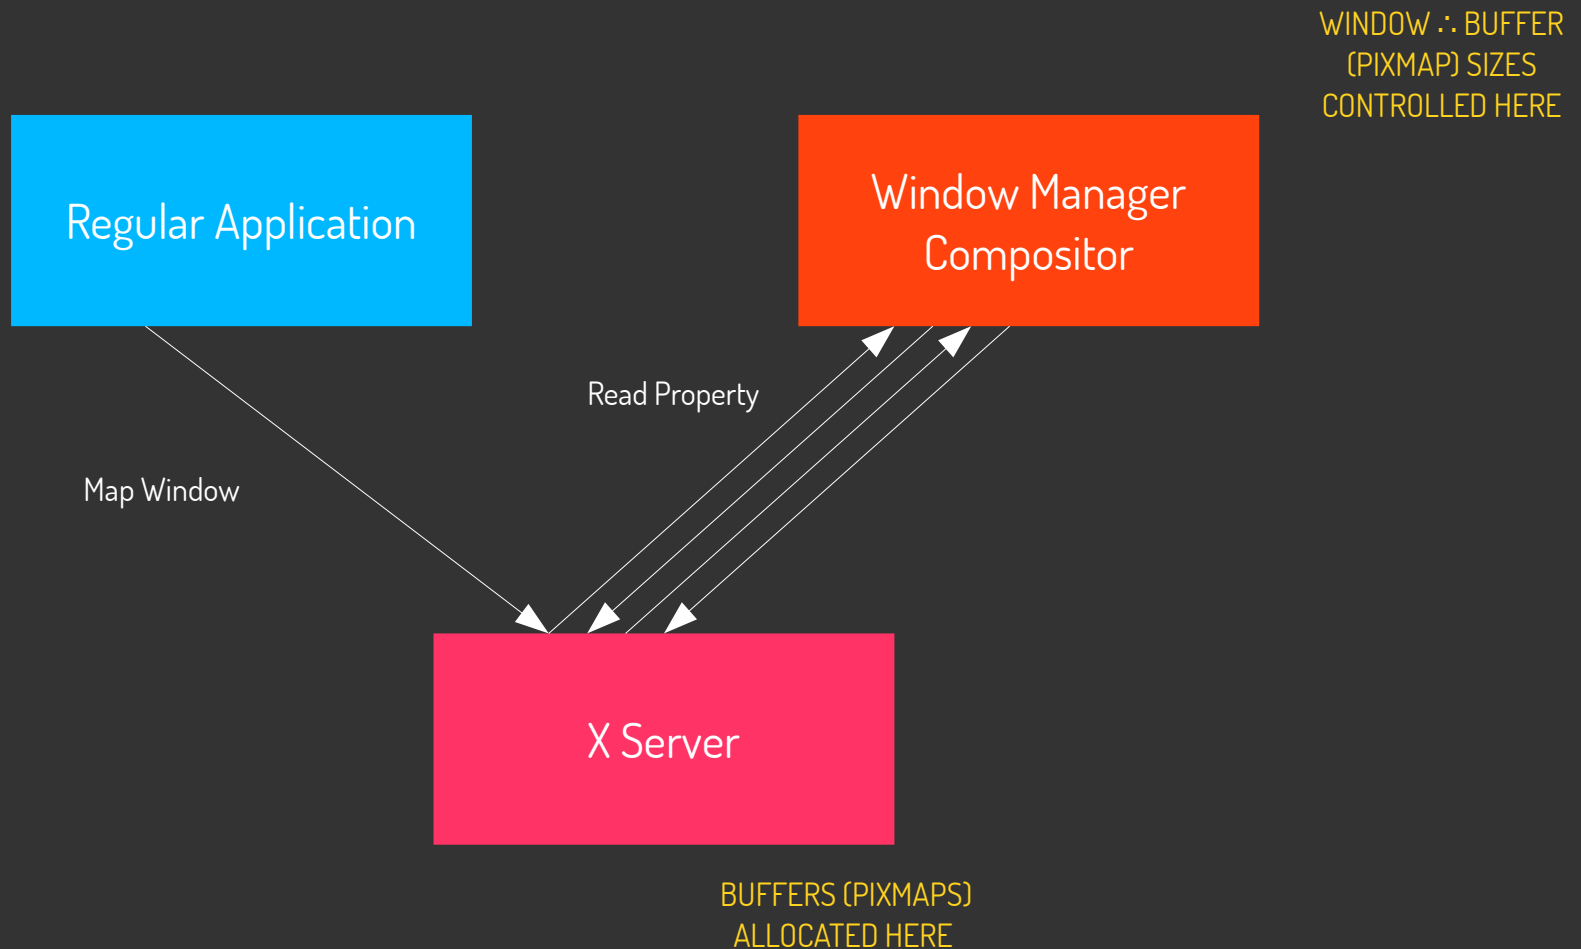 WINDOW ∴ BUFFER
(PIXMAP) SIZES
CONTROLLED HERE
Regular Application
Window Manager
Compositor
Read Property
Map Window
X Server
BUFFERS (PIXMAPS)
ALLOCATED HERE